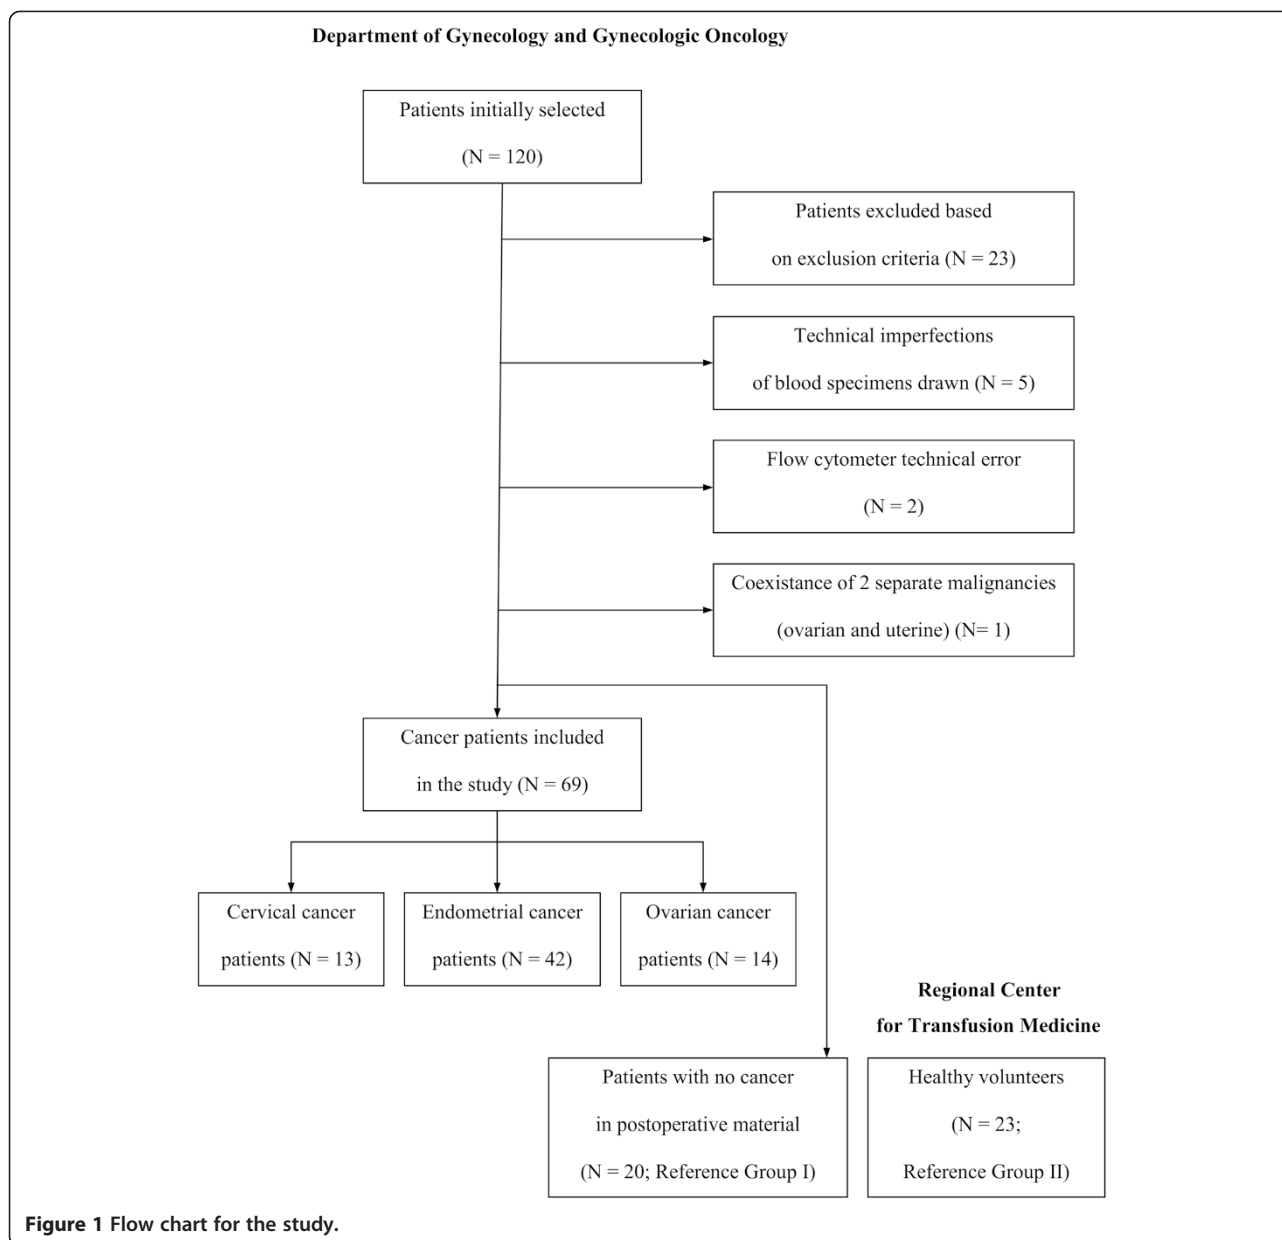 Department of Gynecology and Gynecologic Oncology
Patients initially selected
(N = 120)
Patients excluded based
on exclusion criteria (N = 23)
Technical imperfections
of blood specimens drawn (N = 5)
Flow cytometer technical error
(N = 2)
Coexistance of 2 separate malignancies
(ovarian and uterine) (N= 1)
Cancer patients included
in the study (N = 69)
Cervical cancer
patients (N = 13)
Endometrial cancer
patients (N = 42)
Ovarian cancer
patients (N = 14)
Regional Center
for Transfusion Medicine
Patients with no cancer
in postoperative material
(N = 20; Reference Group I)
Healthy volunteers
(N = 23;
Reference Group II)
Figure 1 Flow chart for the study.